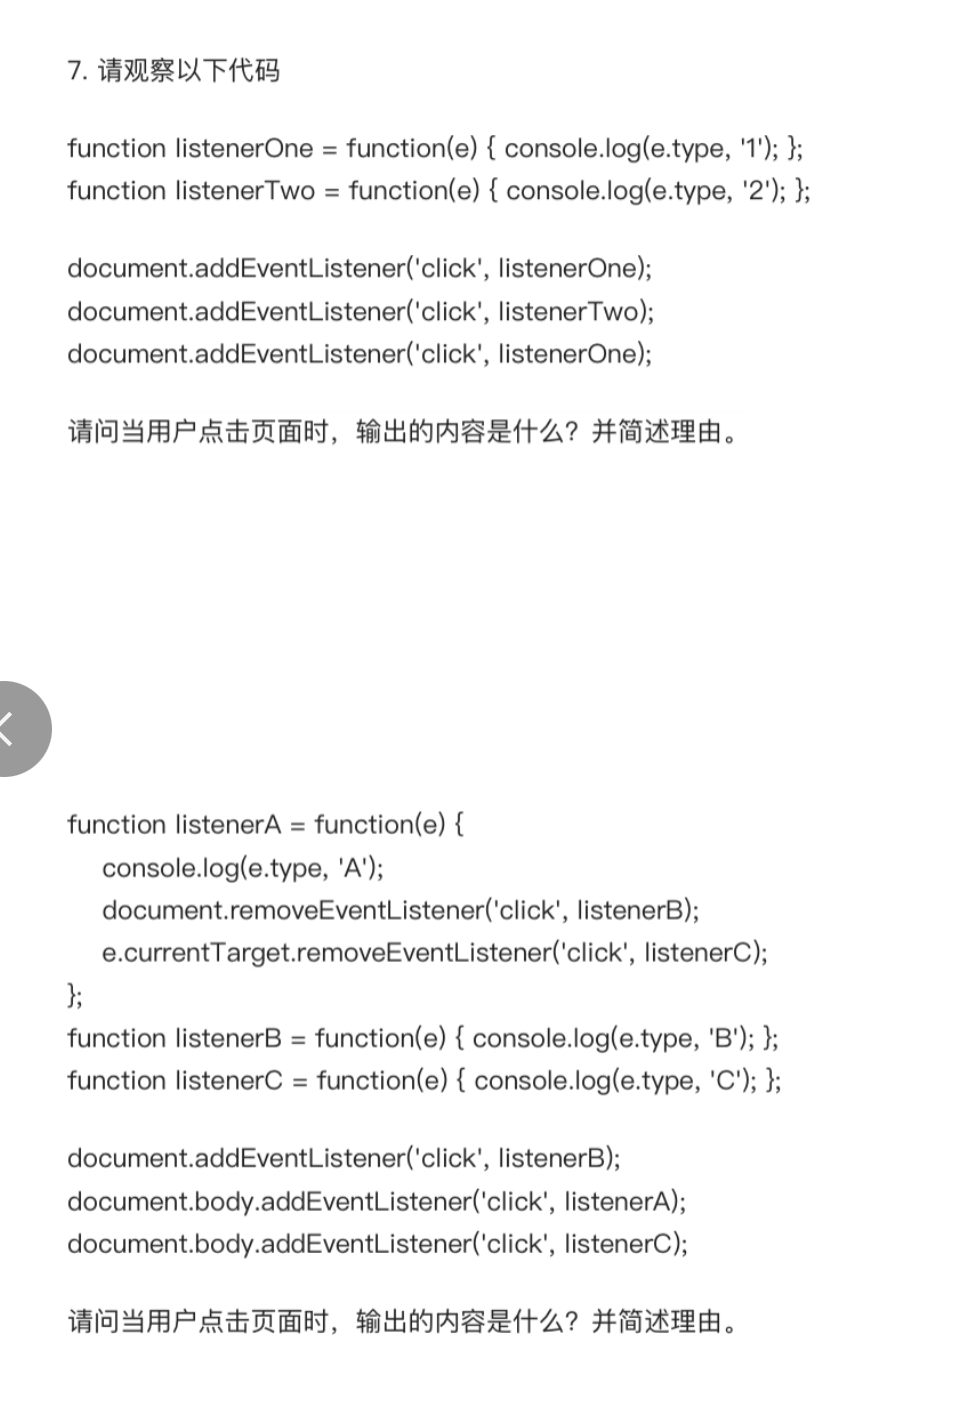 7. 请观察以下代码
function listenerOne = function(e) { console.log(e.type, '1'); };
function listenerTwo = function(e) { console.log(e.type, '2'); };
document.addEventListener('click', listenerOne);
document.addEventListener('click', listenerTwo);
document.addEventListener('click', listenerOne);
请问当用户点击页面时，输出的内容是什么？并简述理由。
function listenerA = function(e) {
console.log(e.type, 'A');
document.removeEventListener('click', listenerB);
e.currentTarget.removeEventListener('click', listenerC);
};
function listenerB = function(e) { console.log(e.type, 'B'); };
function listenerC = function(e) { console.log(e.type, 'C'); };
document.addEventListener('click', listenerB);
document.body.addEventListener('click', listenerA);
document.body.addEventListener('click', listenerC);
请问当用户点击页面时，输出的内容是什么？并简述理由。